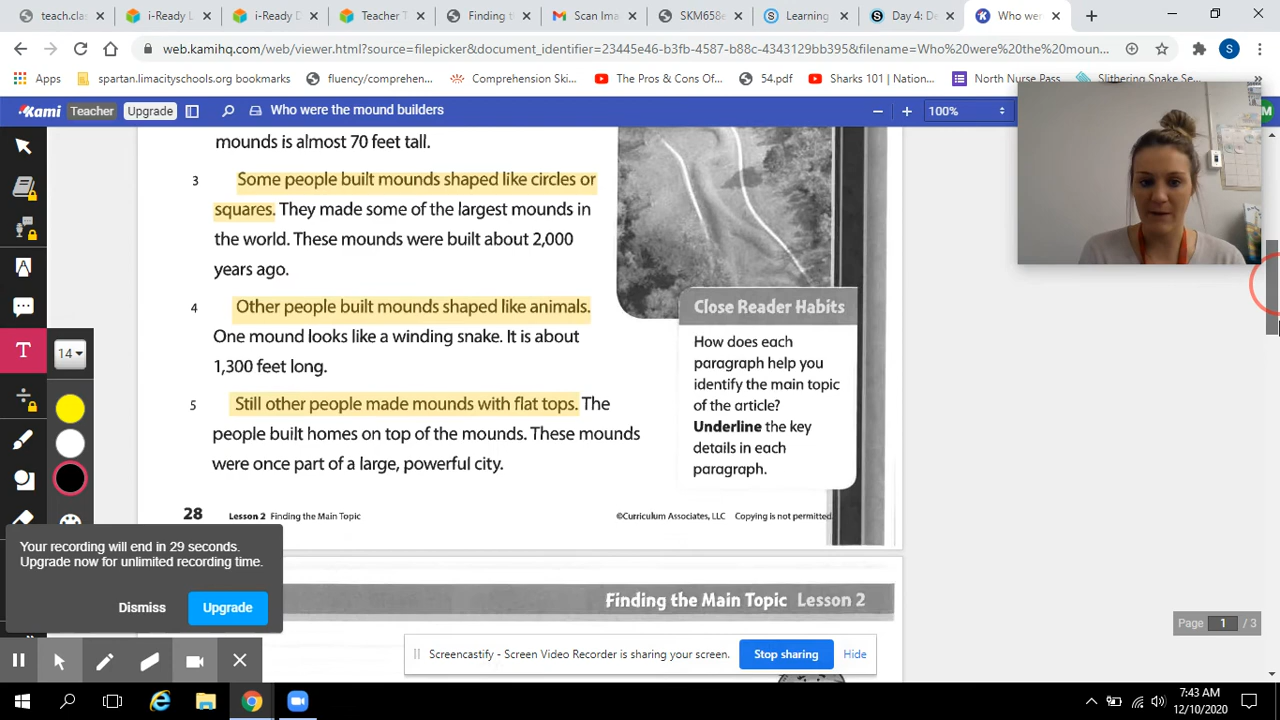 teach.clas
i-Ready L
i-Ready D
Teacher T
Finding t
Scan Ima
SKM658e
Learning
Day 4: De
Who wer
web.kamihq.com/web/viewer.html?source=filepicker&document_identifier=23445e46-b3fb-4587-b88c-4343129bb395&filename=Who%20were%20the%20moun...
Apps
spartan.limacityschools.org bookmarks
fluency/comprehen...
Comprehension Ski...
The Pros & Cons Of...
54.pdf
Sharks 101 | Nation...
North Nurse Pass
Slithering Snake Se...
Kami Teacher Upgrade Who were the mound builders 100%
mounds is almost 70 feet tall.
3 Some people built mounds shaped like circles or
squares. They made some of the largest mounds in
the world. These mounds were built about 2,000
years ago.
4 Other people built mounds shaped like animals.
One mound looks like a winding snake. It is about
1,300 feet long.
5 Still other people made mounds with flat tops. The
people built homes on top of the mounds. These mounds
were once part of a large, powerful city.
Close Reader Habits
How does each
paragraph help you
identify the main topic
of the article?
Underline the key
details in each
paragraph.
28 Lesson 2 Finding the Main Topic
©Curriculum Associates, LLC Copying is not permitted.
Finding the Main Topic Lesson 2
T 14
Your recording will end in 29 seconds.
Upgrade now for unlimited recording time.
Dismiss Upgrade
Page 1 / 3
Screencastify - Screen Video Recorder is sharing your screen. Stop sharing Hide
7:43 AM
12/10/2020